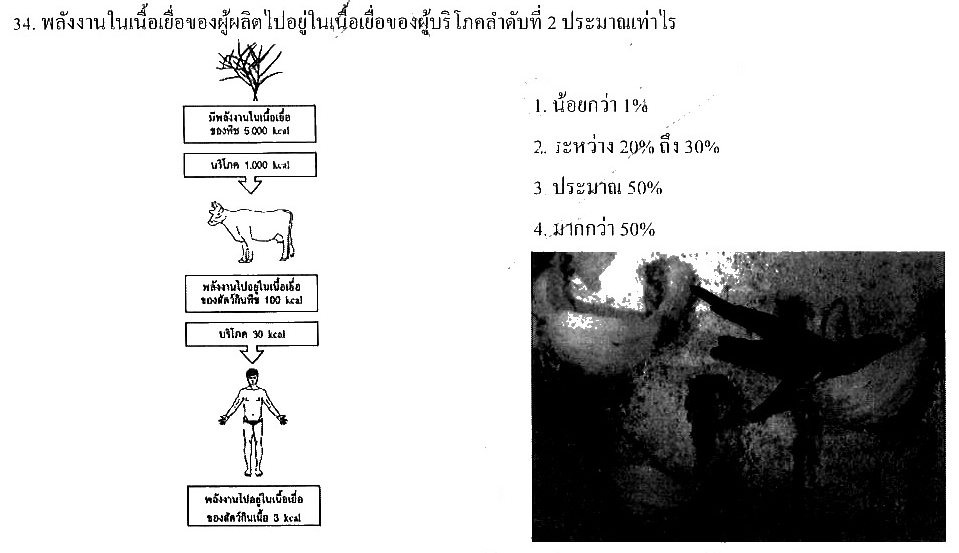 34. พลังงานในเนื้อเยื่อของผู้ผลิตไปอยู่ในเนื้อเยื่อของผู้บริโภคลำดับที่ 2 ประมาณเท่าไร
มีพลังงานในเนื้อเยื่อ
ของพืช 5,000 kcal
บริโภค 1,000 kcal
พลังงานไปอยู่ในเนื้อเยื่อ
ของสัตว์กินพืช 100 kcal
บริโภค 30 kcal
พลังงานไปอยู่ในเนื้อเยื่อ
ของสัตว์กินเนื้อ 3 kcal
1. น้อยกว่า 1%
2. ระหว่าง 20% ถึง 30%
3 ประมาณ 50%
4. มากกว่า 50%